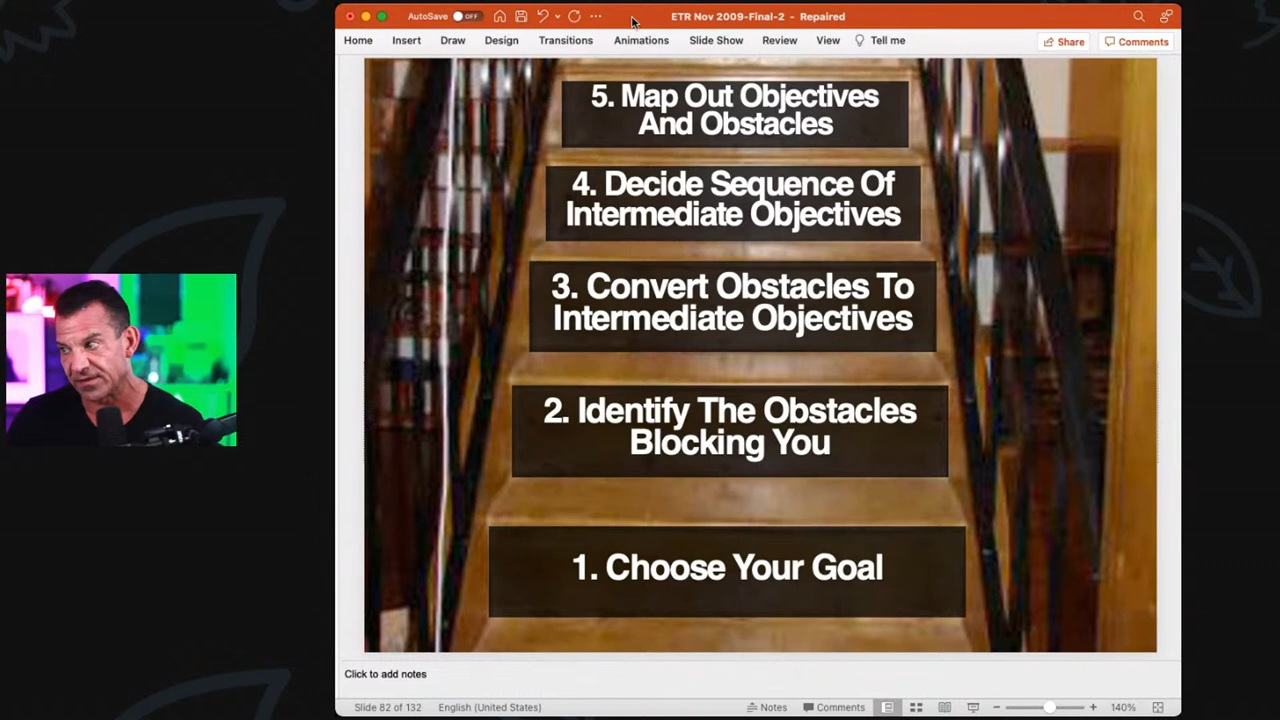 AutoSave OFF
ETR Nov 2009-Final-2 - Repaired
Home Insert Draw Design Transitions Animations Slide Show Review View Tell me Share Comments
5. Map Out Objectives
And Obstacles
4. Decide Sequence Of
Intermediate Objectives
3. Convert Obstacles To
Intermediate Objectives
2. Identify The Obstacles
Blocking You
1. Choose Your Goal
Click to add notes
Slide 82 of 132 English (United States) Notes Comments 140%